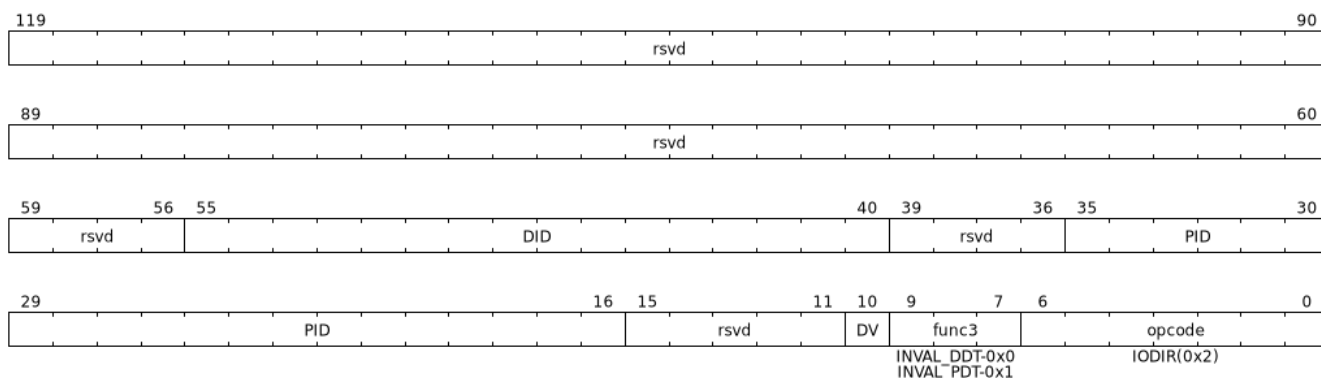 119 90
rsvd
89 60
rsvd
59 56 55 40 39 36 35 30
rsvd DID rsvd PID
29 16 15 11 10 9 7 6 0
PID rsvd DV func3 opcode
INVAL_DDT-0x0 IODIR(0x2)
INVAL_PDT-0x1